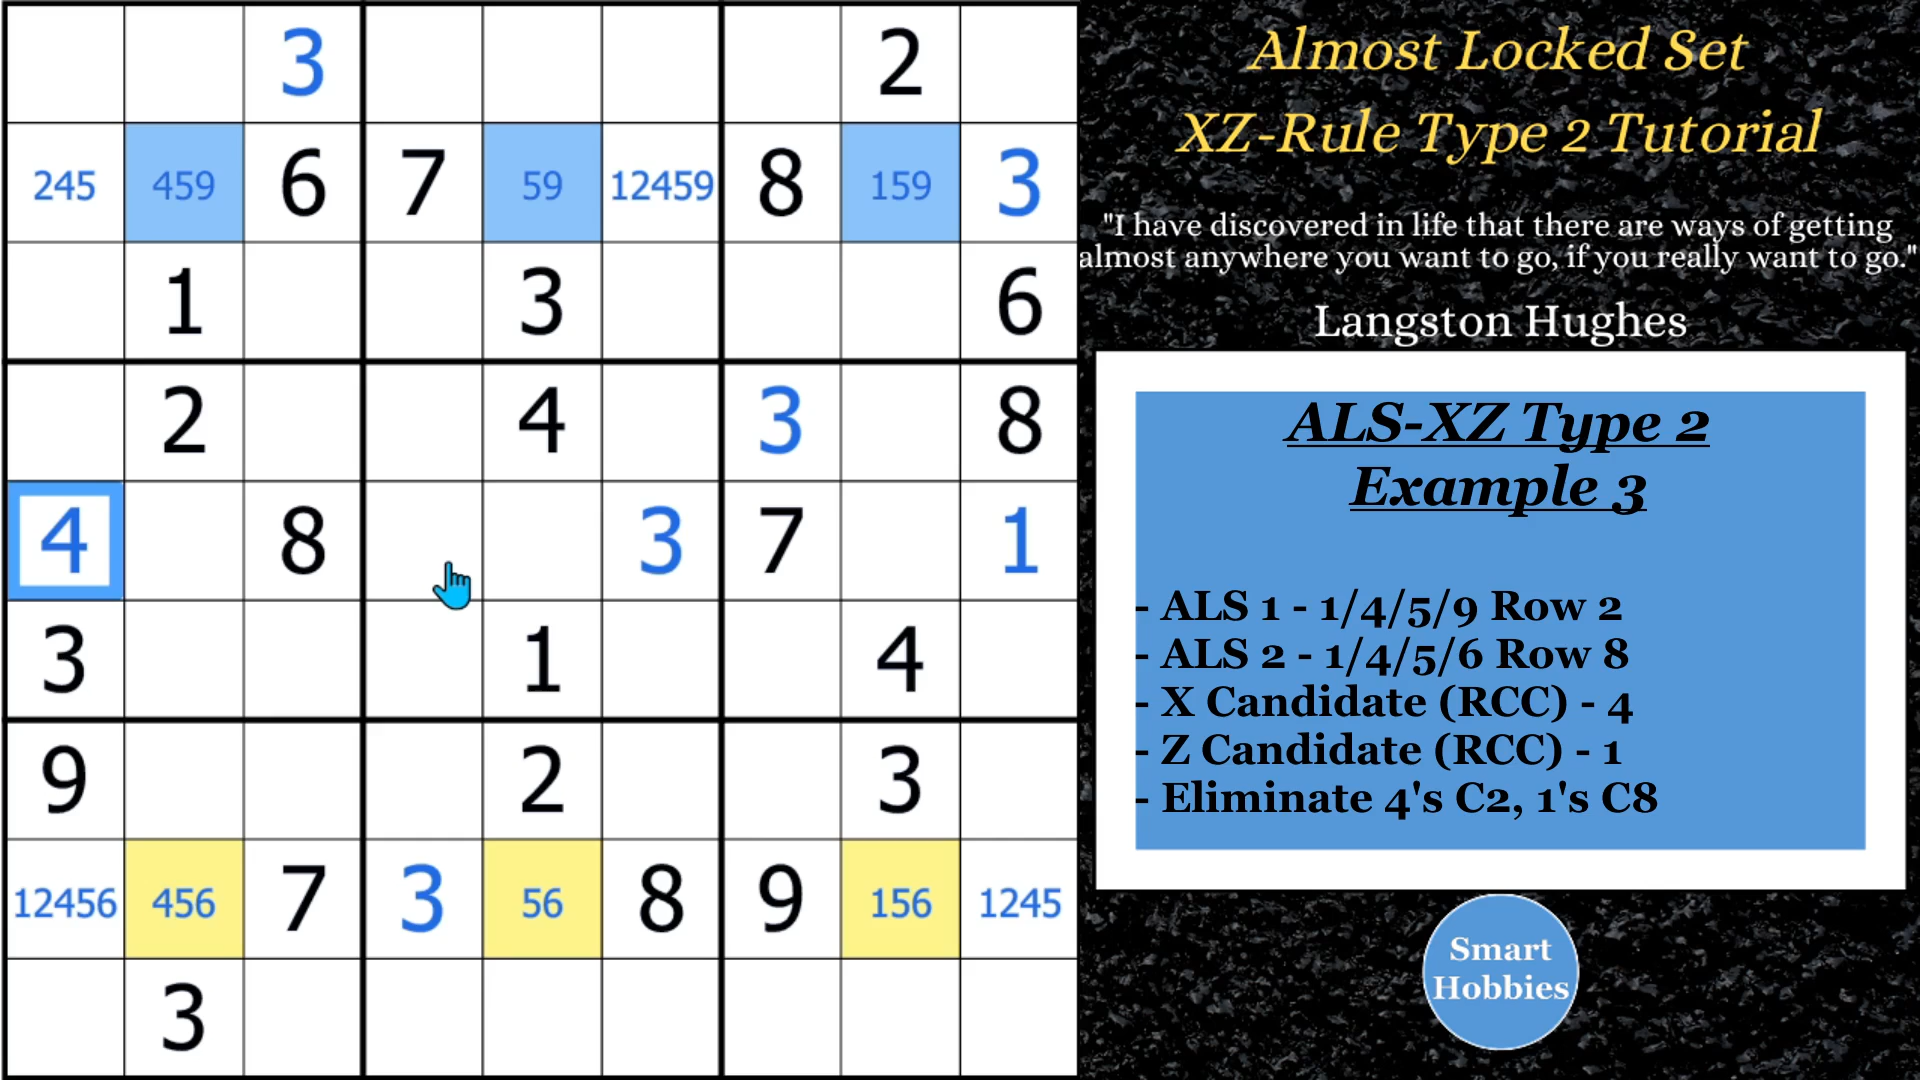 3 2
245 459 6 7 59 12459 8 159 3
1 3 6
2 4 3 8
4 8 3 7 1
3 1 4
9 2 3
12456 456 7 3 56 8 9 156 1245
3
Almost Locked Set
XZ-Rule Type 2 Tutorial
"I have discovered in life that there are ways of getting
almost anywhere you want to go, if you really want to go."
Langston Hughes
ALS-XZ Type 2
Example 3
- ALS 1 - 1/4/5/9 Row 2
- ALS 2 - 1/4/5/6 Row 8
- X Candidate (RCC) - 4
- Z Candidate (RCC) - 1
- Eliminate 4's C2, 1's C8
Smart
Hobbies